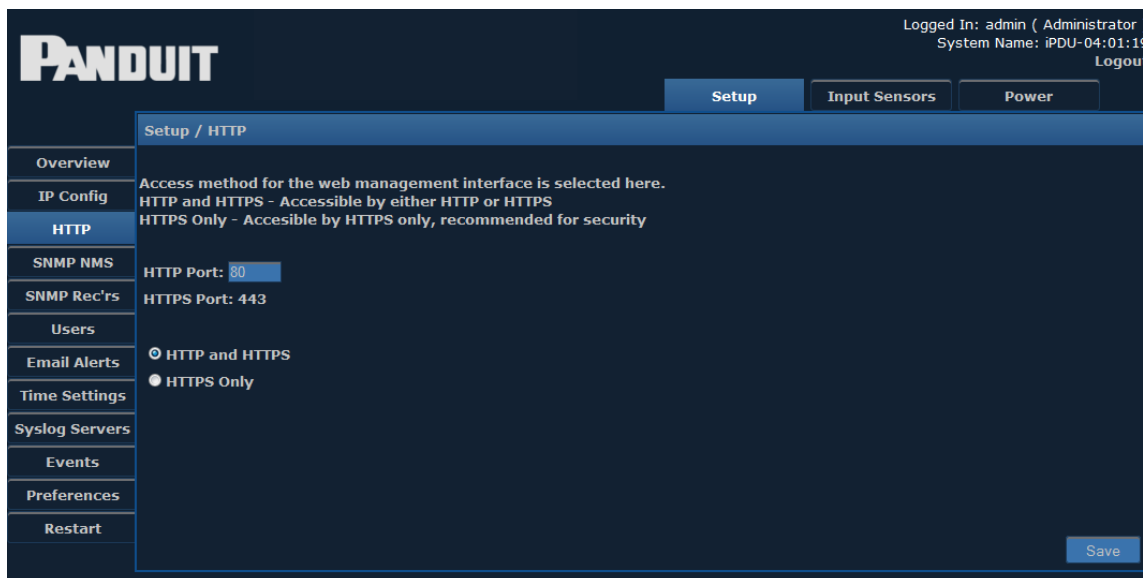 Logged In: admin ( Administrator
System Name: iPDU-04:01:19
Logout
PANDUIT
Setup
Input Sensors
Power
Setup / HTTP
Overview
IP Config
HTTP
SNMP NMS
SNMP Rec'rs
Users
Email Alerts
Time Settings
Syslog Servers
Events
Preferences
Restart
Access method for the web management interface is selected here.
HTTP and HTTPS - Accessible by either HTTP or HTTPS
HTTPS Only - Accesible by HTTPS only, recommended for security
HTTP Port: 80
HTTPS Port: 443
HTTP and HTTPS
HTTPS Only
Save